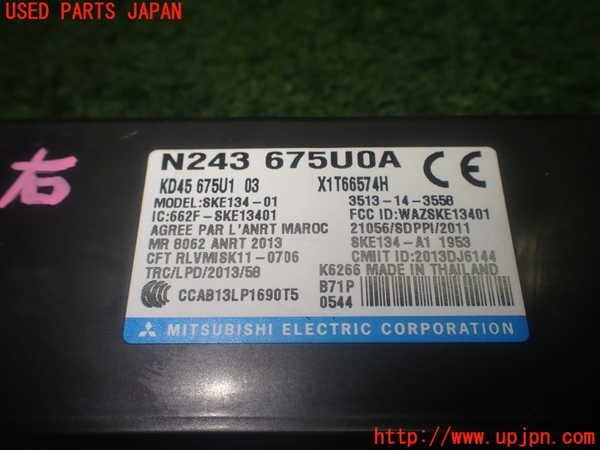 USED PARTS JAPAN
右
N243 675U0A
KD45 675U1 03 X1T66574H
MODEL:SKE134-01 3513-14-3558
IC:662F-SKE13401 FCC ID:WAZSKE13401
AGREE PAR L'ANRT MAROC 21056/SDPPI/2011
MR 8062 ANRT 2013 SKE134-A1 1953
CFT RLVMISK11-0706 CMIIT ID:2013DJ6144
TRC/LPD/2013/58 K6266 MADE IN THAILAND
CCAB13LP1690T5 B71P
0544
MITSUBISHI ELECTRIC CORPORATION
http://www.upjpn.com/